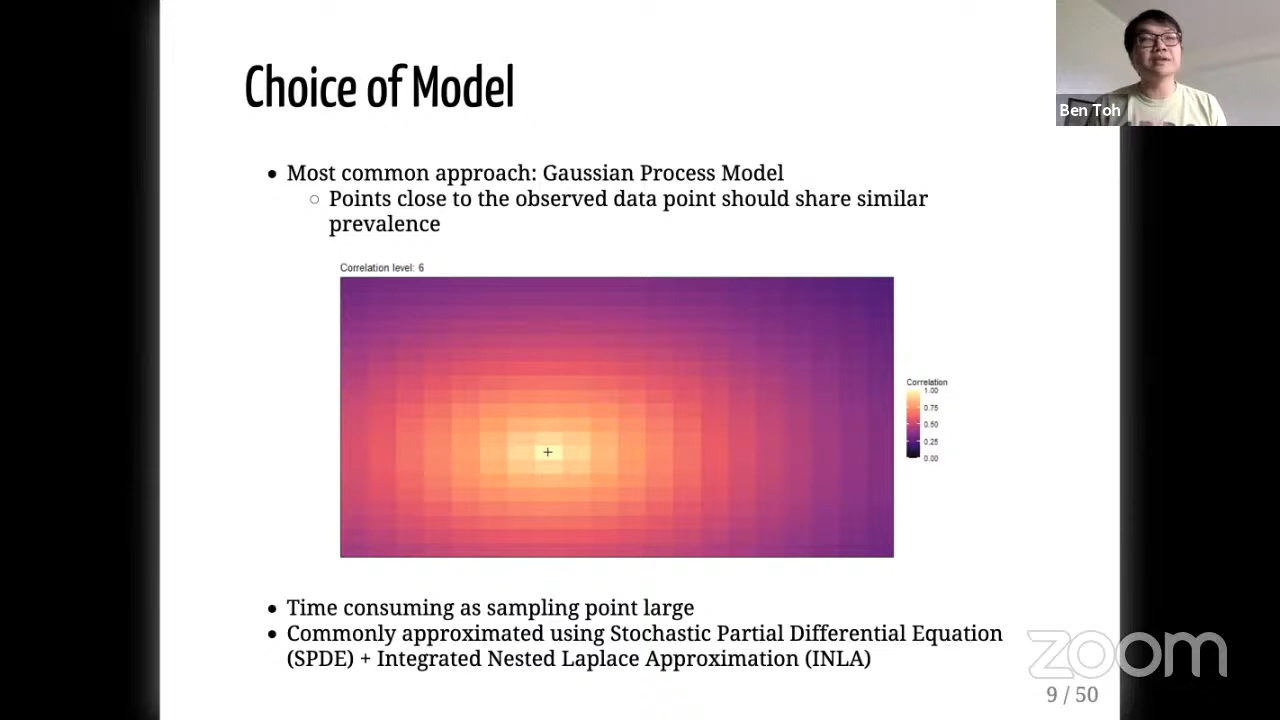 Choice of Model
Ben Toh
• Most common approach: Gaussian Process Model
○ Points close to the observed data point should share similar
prevalence
Correlation level: 6
Correlation
1.00
0.75
0.50
0.25
0.00
• Time consuming as sampling point large
• Commonly approximated using Stochastic Partial Differential Equation
(SPDE) + Integrated Nested Laplace Approximation (INLA)
zoom
9 / 50